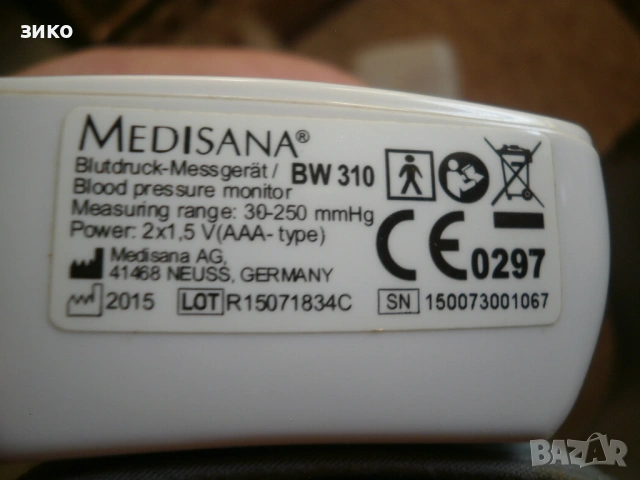 зико
MEDISANA®
Blutdruck-Messgerät / BW 310
Blood pressure monitor
Measuring range: 30-250 mmHg
Power: 2x1,5 V(AAA- type)
Medisana AG,
41468 NEUSS, GERMANY
2015 LOT R15071834C SN 150073001067
CE 0297
BAZAR